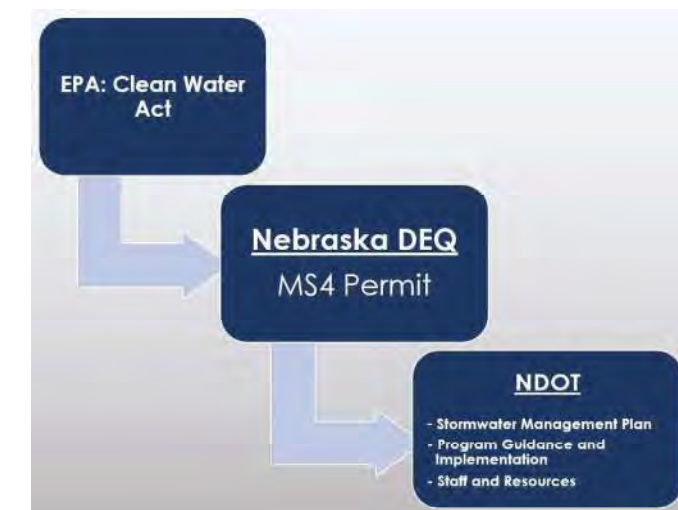 EPA: Clean Water
Act
Nebraska DEQ
MS4 Permit
NDOT
- Stormwater Management Plan
- Program Guidance and
Implementation
- Staff and Resources